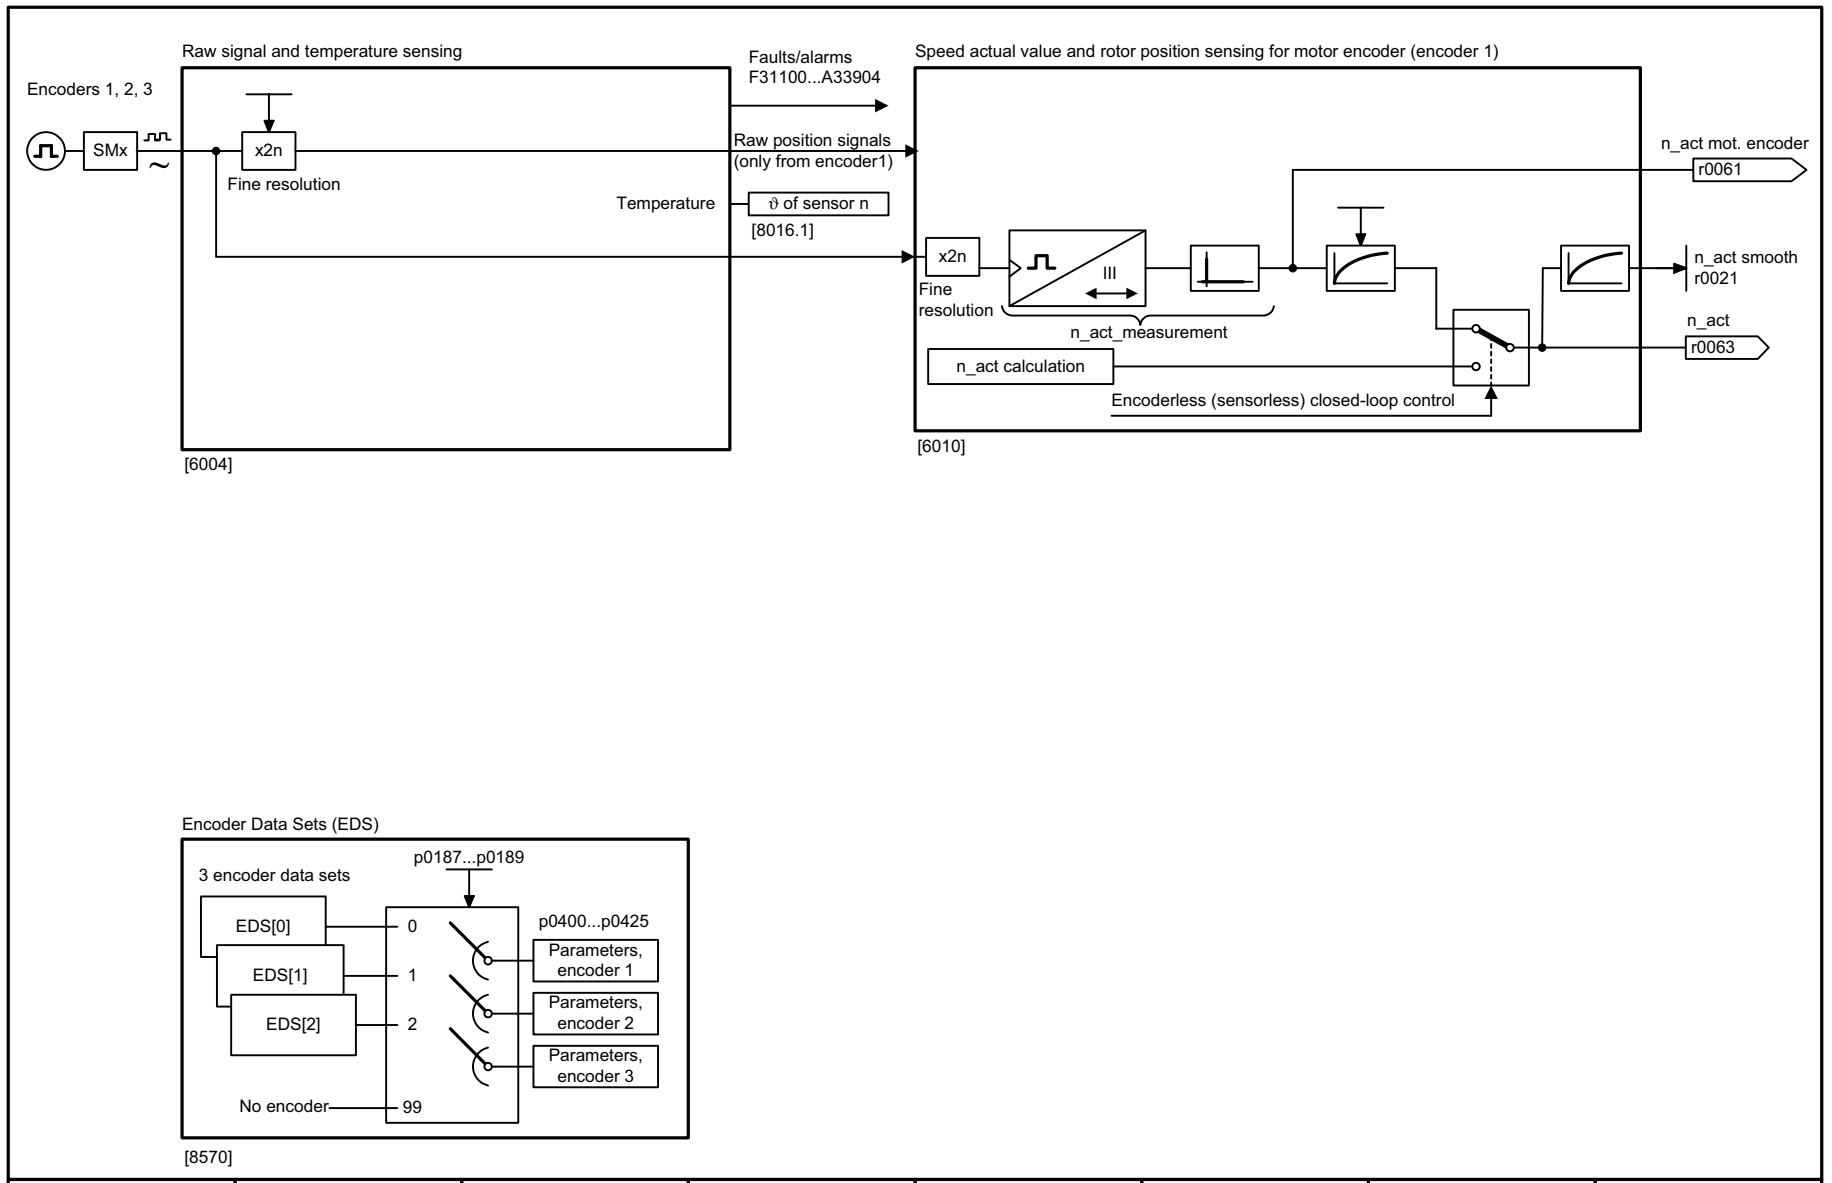 Raw signal and temperature sensing
Faults/alarms
F31100...A33904
Speed actual value and rotor position sensing for motor encoder (encoder 1)
Encoders 1, 2, 3
SMx
~
x2n
Fine resolution
Raw position signals
(only from encoder1)
Temperature
ϑ of sensor n
[8016.1]
n_act mot. encoder
r0061
x2n
Fine
resolution
III
n_act_measurement
n_act smooth
r0021
n_act
r0063
n_act calculation
Encoderless (sensorless) closed-loop control
[6004]
[6010]
Encoder Data Sets (EDS)
p0187...p0189
3 encoder data sets
EDS[0]
0
p0400...p0425
Parameters,
encoder 1
EDS[1]
1
Parameters,
encoder 2
EDS[2]
2
Parameters,
encoder 3
No encoder
99
[8570]